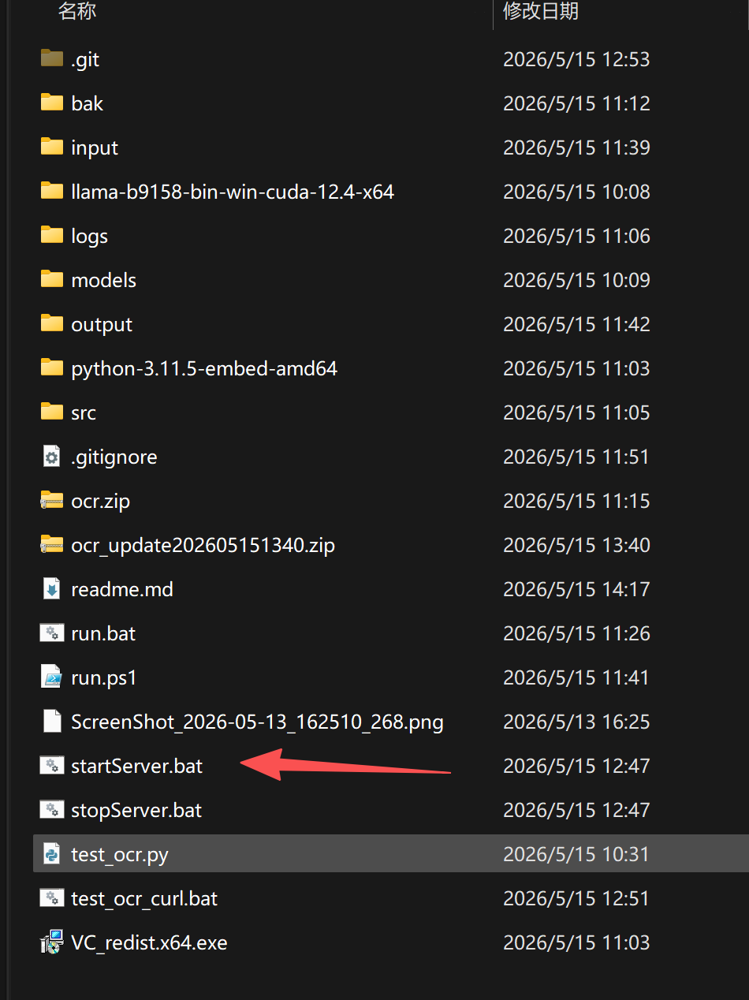 名称 修改日期
.git 2026/5/15 12:53
bak 2026/5/15 11:12
input 2026/5/15 11:39
llama-b9158-bin-win-cuda-12.4-x64 2026/5/15 10:08
logs 2026/5/15 11:06
models 2026/5/15 10:09
output 2026/5/15 11:42
python-3.11.5-embed-amd64 2026/5/15 11:03
src 2026/5/15 11:05
.gitignore 2026/5/15 11:51
ocr.zip 2026/5/15 11:15
ocr_update202605151340.zip 2026/5/15 13:40
readme.md 2026/5/15 14:17
run.bat 2026/5/15 11:26
run.ps1 2026/5/15 11:41
ScreenShot_2026-05-13_162510_268.png 2026/5/13 16:25
startServer.bat 2026/5/15 12:47
stopServer.bat 2026/5/15 12:47
test_ocr.py 2026/5/15 10:31
test_ocr_curl.bat 2026/5/15 12:51
VC_redist.x64.exe 2026/5/15 11:03